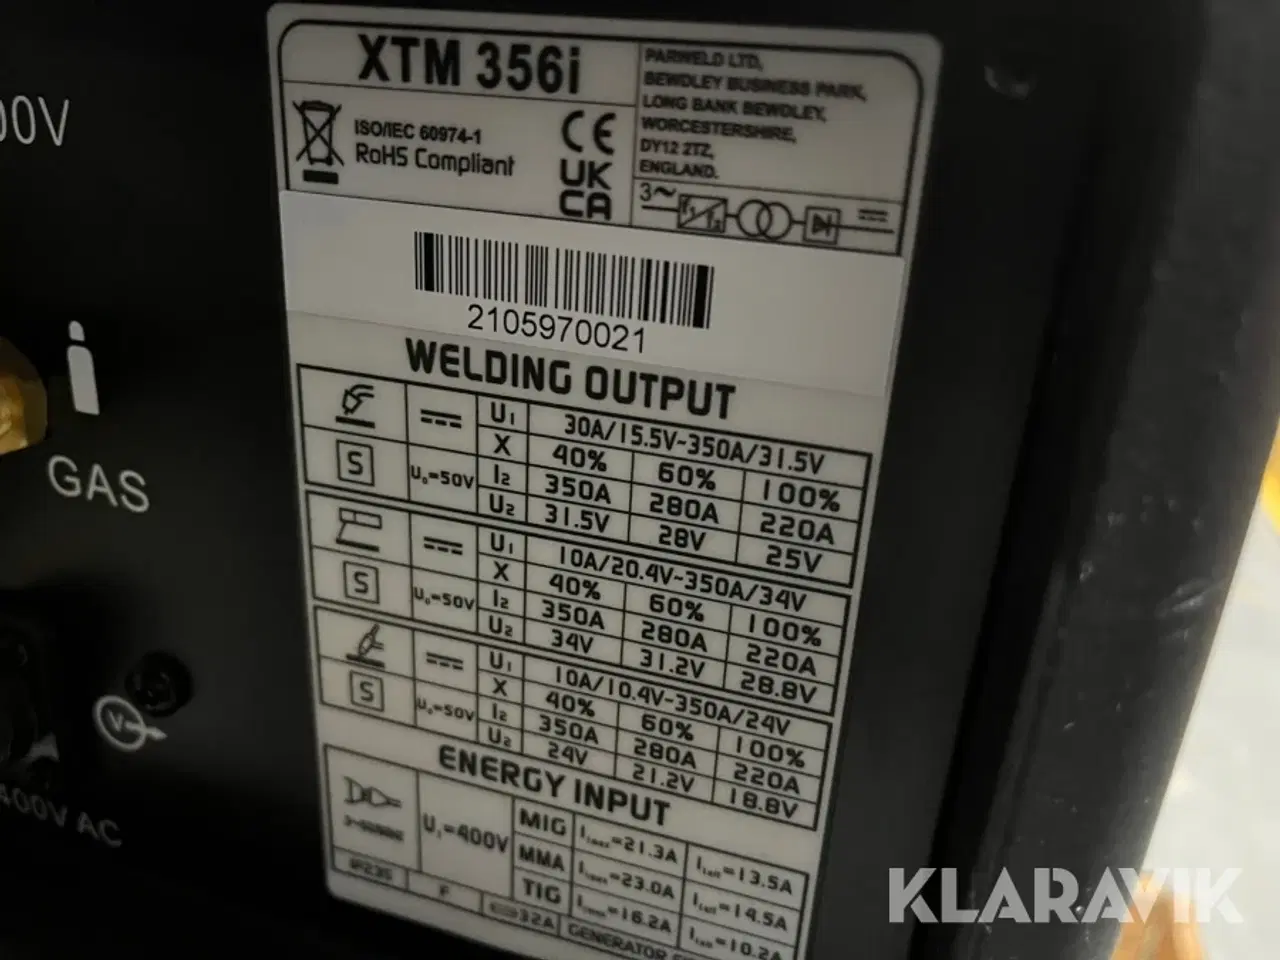 XTM 356i
ISO/IEC 60974-1
RoHS Compliant
CE
UK
CA
PARWELD LTD,
BEWDLEY BUSINESS PARK,
LONG BANK BEWDLEY,
WORCESTERSHIRE,
DY12 2TZ,
ENGLAND.
3~ f₁ f₂
2105970021
WELDING OUTPUT
U₁ 30A/15.5V~350A/31.5V
X 40% 60% 100%
S U₀=50V I₂ 350A 280A 220A
U₂ 31.5V 28V 25V
U₁ 10A/20.4V~350A/34V
X 40% 60% 100%
S U₀=50V I₂ 350A 280A 220A
U₂ 34V 31.2V 28.8V
U₁ 10A/10.4V~350A/24V
X 40% 60% 100%
S U₀=50V I₂ 350A 280A 220A
U₂ 24V 21.2V 18.8V
ENERGY INPUT
U₁=400V
MIG I₁max=21.3A I₁eff=13.5A
MMA I₁max=23.0A I₁eff=14.5A
TIG I₁max=16.2A I₁eff=10.2A
IP23S F 32A GENERATOR
00V
GAS
V
400V AC
KLARAVIK